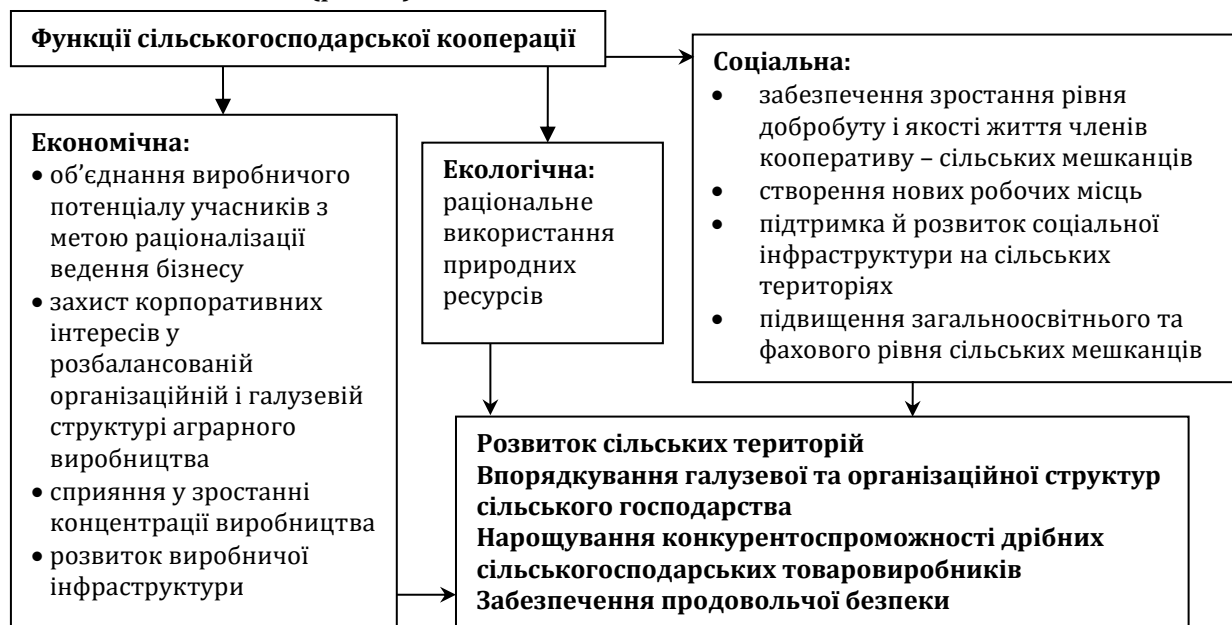 Функції сільськогосподарської кооперації
Економічна:
• об’єднання виробничого
потенціалу учасників з
метою раціоналізації
ведення бізнесу
• захист корпоративних
інтересів у
розбалансованій
організаційній і галузевій
структурі аграрного
виробництва
• сприяння у зростанні
концентрації виробництва
• розвиток виробничої
інфраструктури
Екологічна:
раціональне
використання
природних
ресурсів
Соціальна:
• забезпечення зростання рівня
добробуту і якості життя членів
кооперативу – сільських мешканців
• створення нових робочих місць
• підтримка й розвиток соціальної
інфраструктури на сільських
територіях
• підвищення загальноосвітнього та
фахового рівня сільських мешканців
Розвиток сільських територій
Впорядкування галузевої та організаційної структур
сільського господарства
Нарощування конкурентоспроможності дрібних
сільськогосподарських товаровиробників
Забезпечення продовольчої безпеки